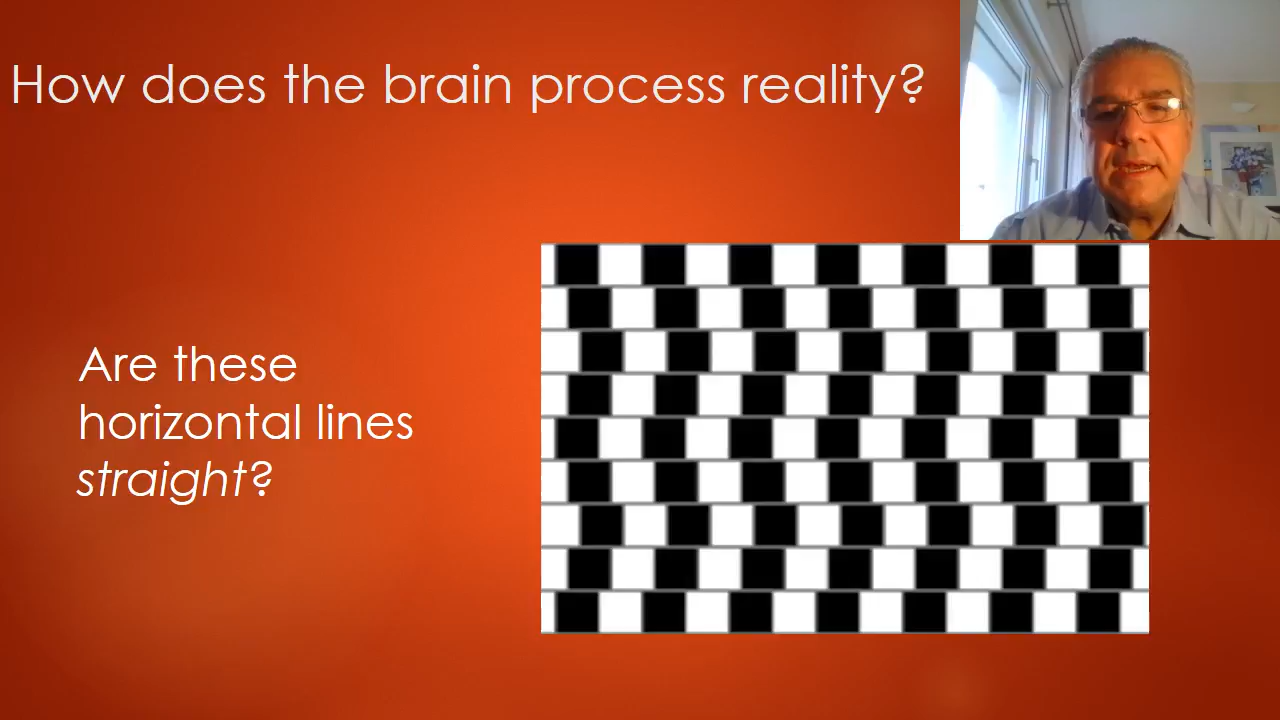 How does the brain process reality?
Are these
horizontal lines
straight?